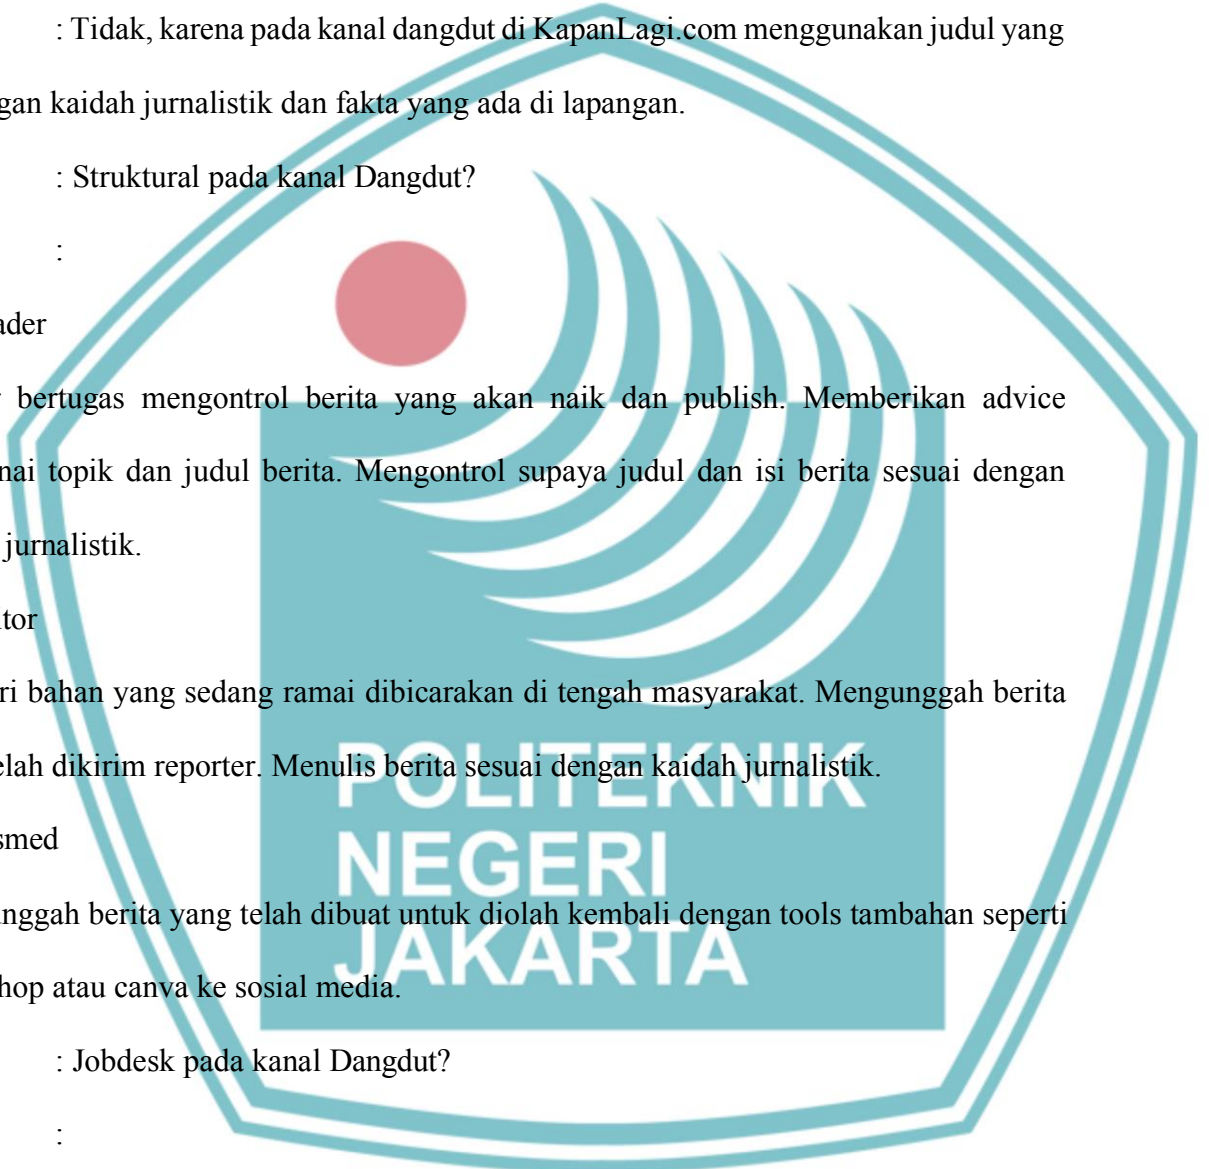 : Tidak, karena pada kanal dangdut di KapanLagi.com menggunakan judul yang
gan kaidah jurnalistik dan fakta yang ada di lapangan.
: Struktural pada kanal Dangdut?
:
ader
bertugas mengontrol berita yang akan naik dan publish. Memberikan advice
nai topik dan judul berita. Mengontrol supaya judul dan isi berita sesuai dengan
jurnalistik.
tor
ri bahan yang sedang ramai dibicarakan di tengah masyarakat. Mengunggah berita
elah dikirim reporter. Menulis berita sesuai dengan kaidah jurnalistik.
smed
nggah berita yang telah dibuat untuk diolah kembali dengan tools tambahan seperti
hop atau canva ke sosial media.
: Jobdesk pada kanal Dangdut?
:
POLITEKNIK
NEGERI
JAKARTA